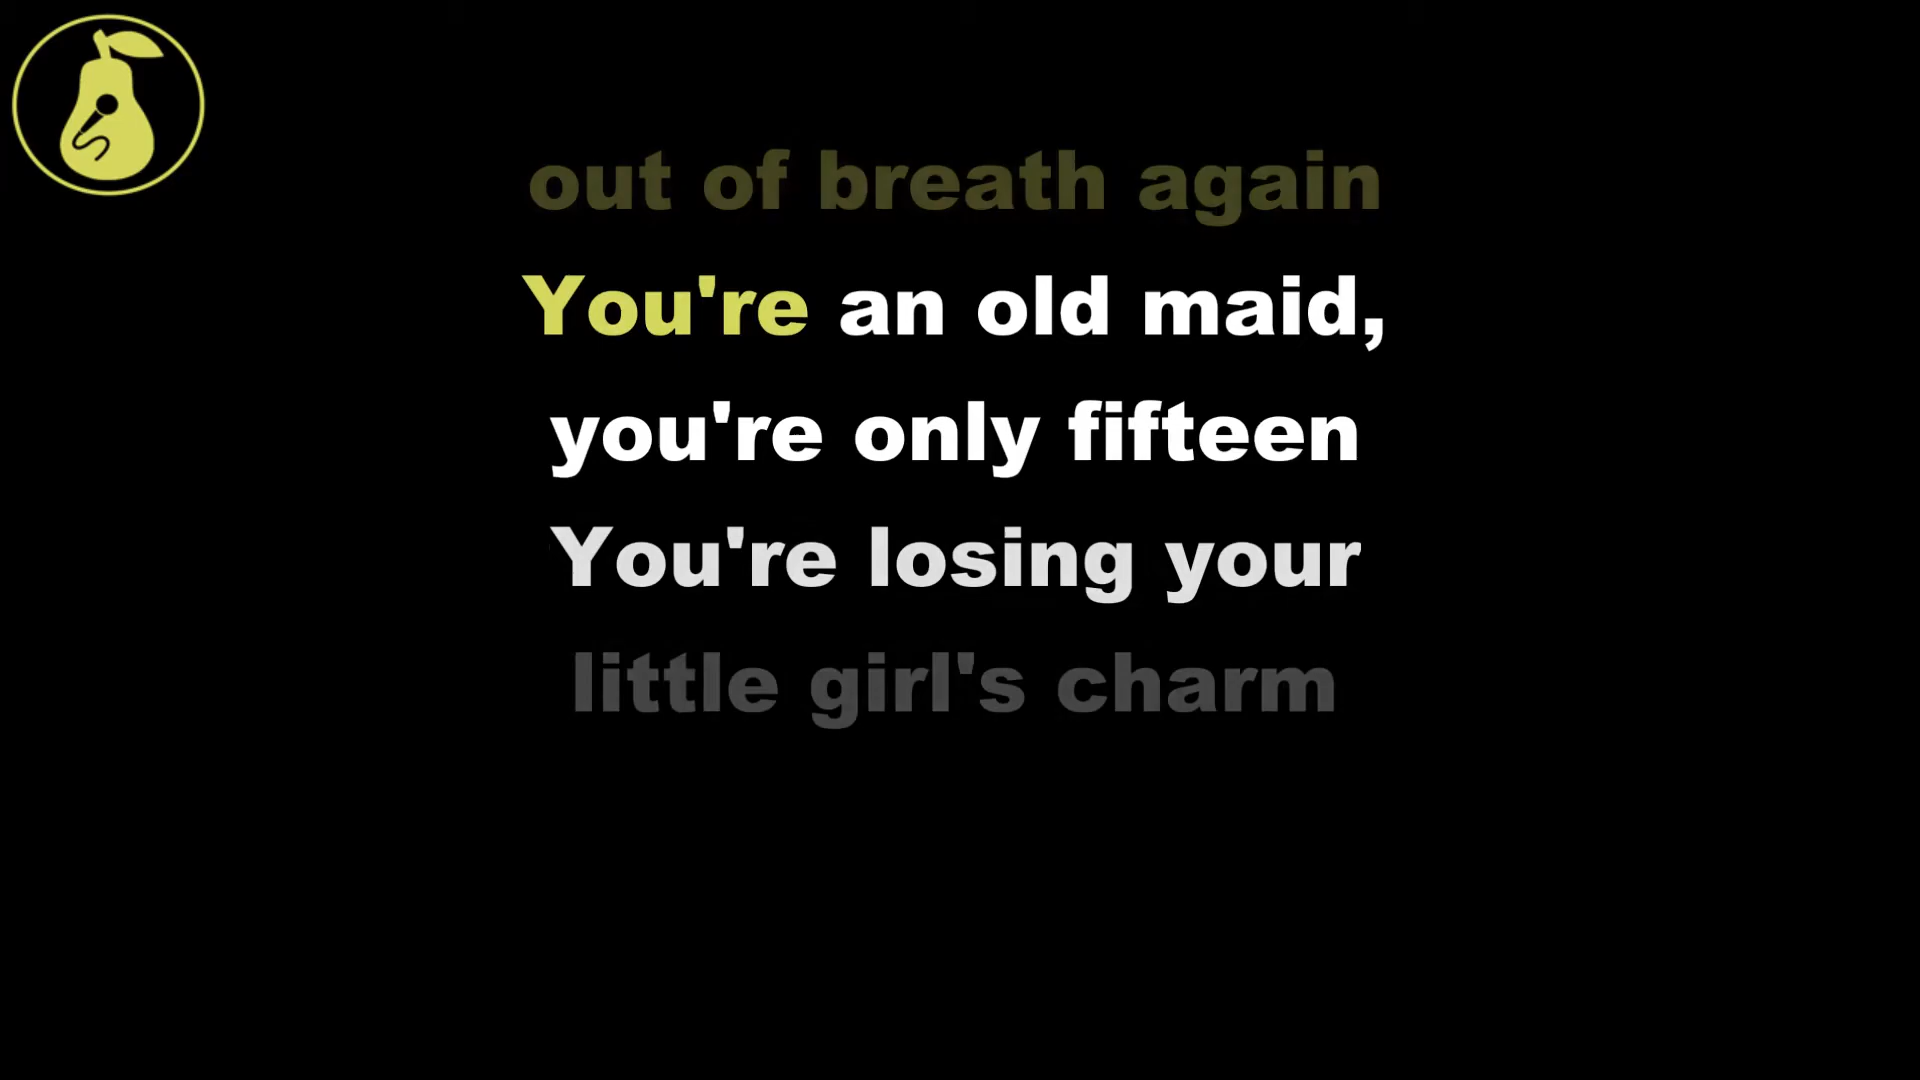 out of breath again
You're an old maid,
you're only fifteen
You're losing your
little girl's charm